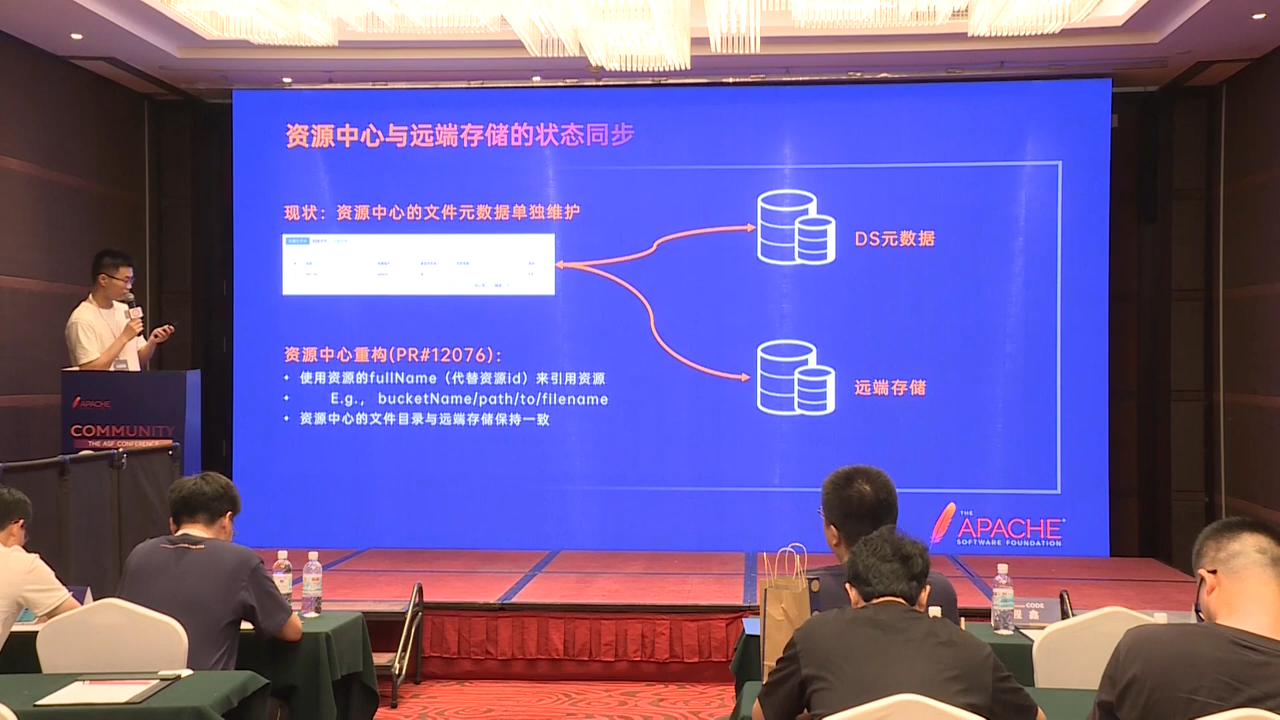 资源中心与远端存储的状态同步
现状：资源中心的文件元数据单独维护
DS元数据
资源中心重构(PR#12076)：
使用资源的fullName（代替资源id）来引用资源
E.g.， bucketName/path/to/filename
资源中心的文件目录与远端存储保持一致
远端存储
THE
APACHE
SOFTWARE FOUNDATION
APACHE
COMMUNITY
THE ASF CONFERENCE
CODE